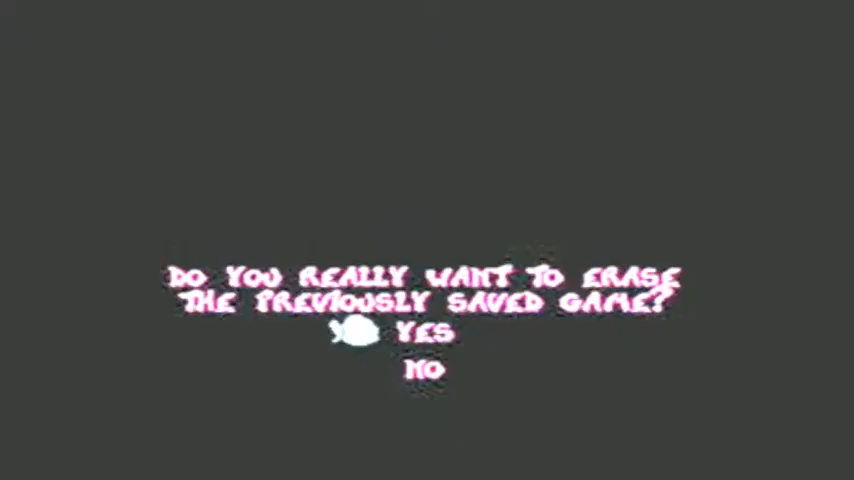 DO YOU REALLY WANT TO ERASE
THE PREVIOUSLY SAVED GAME?
YES
NO